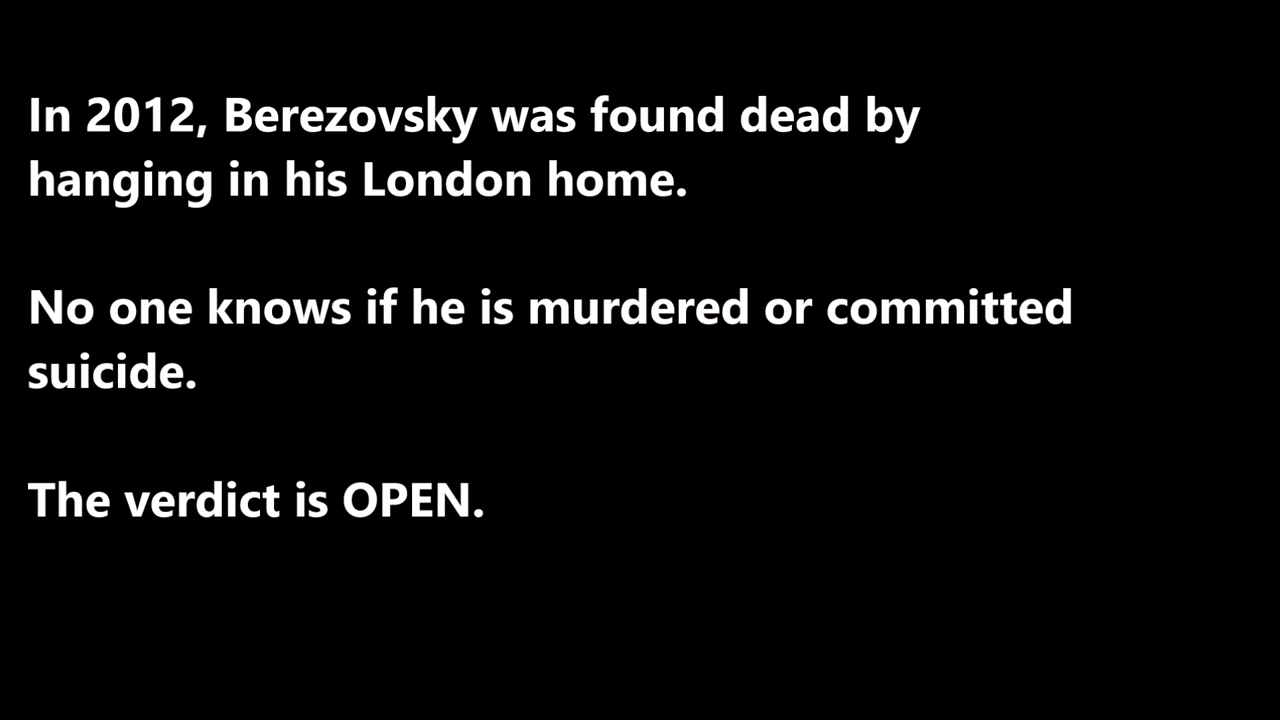 In 2012, Berezovsky was found dead by
hanging in his London home.
No one knows if he is murdered or committed
suicide.
The verdict is OPEN.